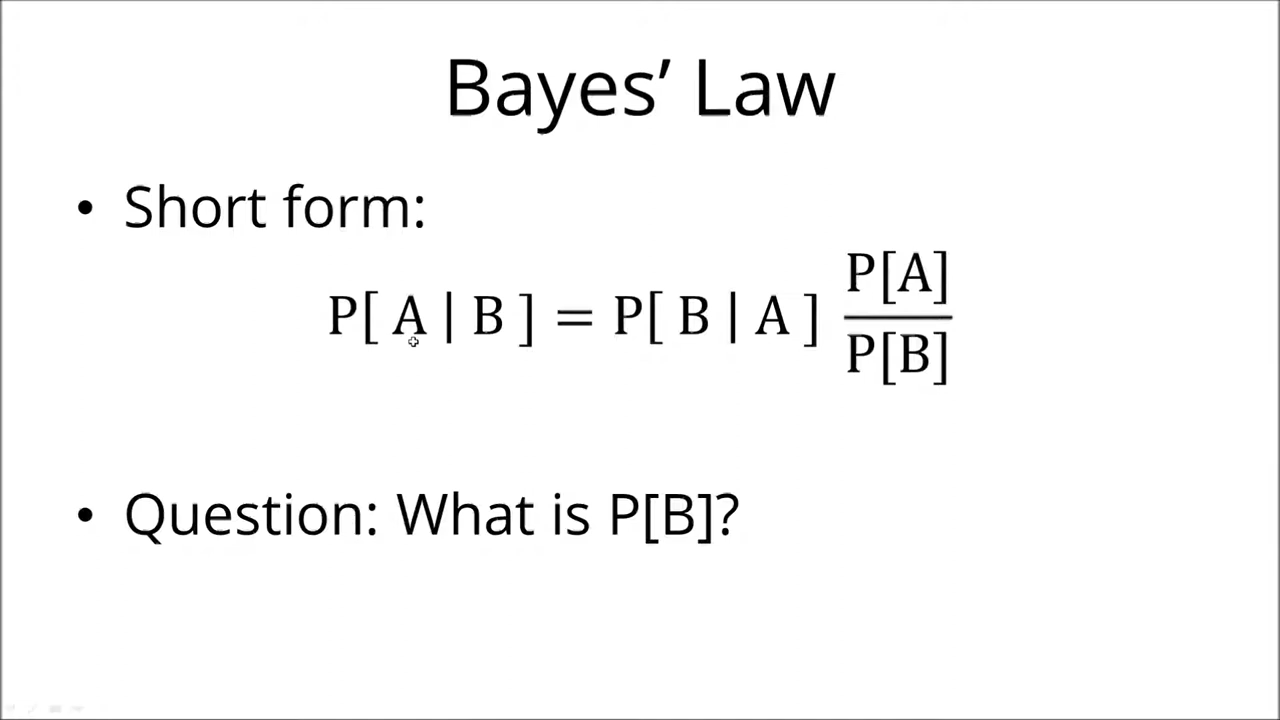 Bayes’ Law
• Short form:
P[ A | B ] = P[ B | A ] P[A] / P[B]
• Question: What is P[B]?